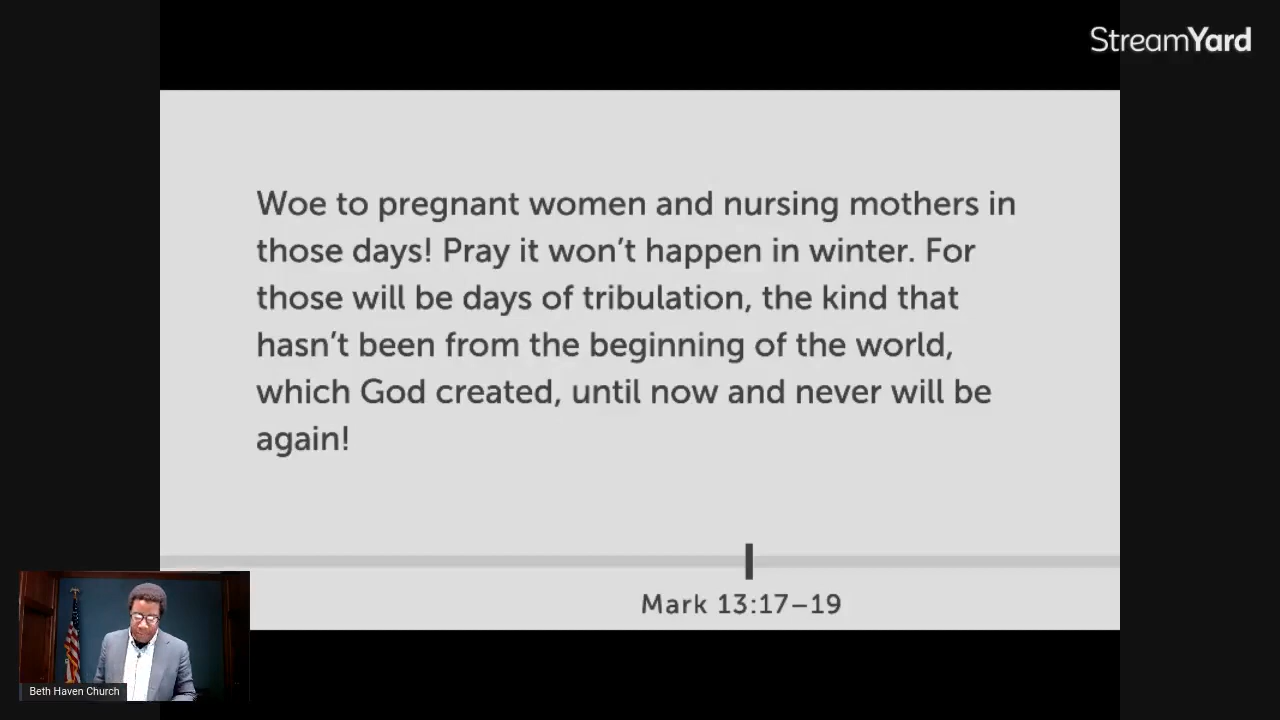 StreamYard
Woe to pregnant women and nursing mothers in
those days! Pray it won’t happen in winter. For
those will be days of tribulation, the kind that
hasn’t been from the beginning of the world,
which God created, until now and never will be
again!
Mark 13:17–19
Beth Haven Church